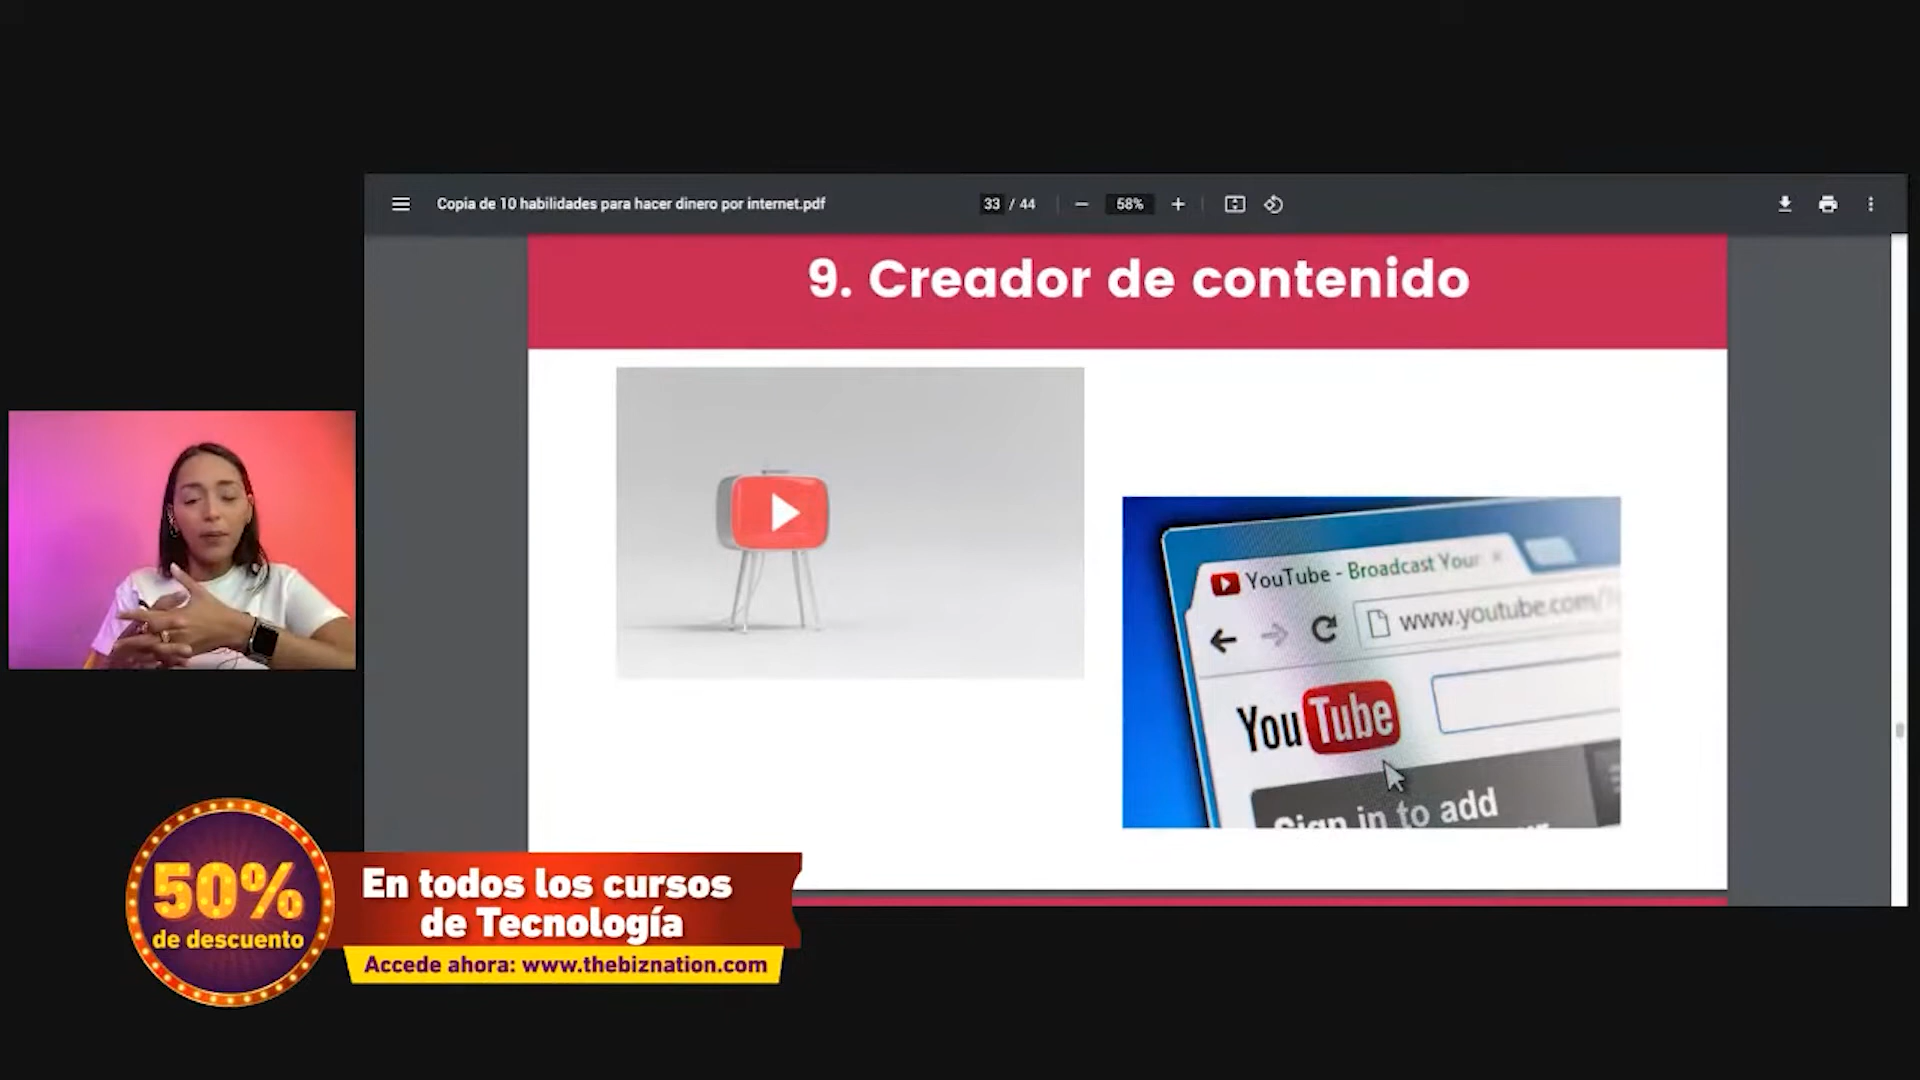 Copia de 10 habilidades para hacer dinero por internet.pdf
33 / 44
58%
9. Creador de contenido
YouTube - Broadcast Your
www.youtube.com/
YouTube
Sign in to add
50%
de descuento
En todos los cursos
de Tecnología
Accede ahora: www.thebiznation.com